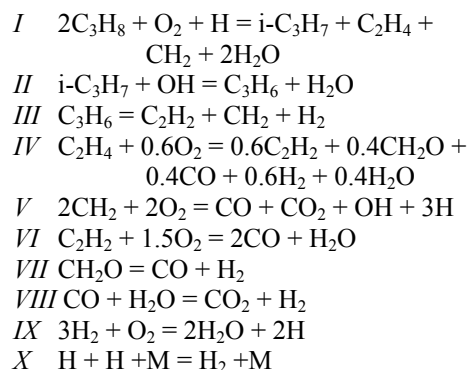 I 2C₃H₈ + O₂ + H = i-C₃H₇ + C₂H₄ +
CH₂ + 2H₂O
II i-C₃H₇ + OH = C₃H₆ + H₂O
III C₃H₆ = C₂H₂ + CH₂ + H₂
IV C₂H₄ + 0.6O₂ = 0.6C₂H₂ + 0.4CH₂O +
0.4CO + 0.6H₂ + 0.4H₂O
V 2CH₂ + 2O₂ = CO + CO₂ + OH + 3H
VI C₂H₂ + 1.5O₂ = 2CO + H₂O
VII CH₂O = CO + H₂
VIII CO + H₂O = CO₂ + H₂
IX 3H₂ + O₂ = 2H₂O + 2H
X H + H +M = H₂ +M